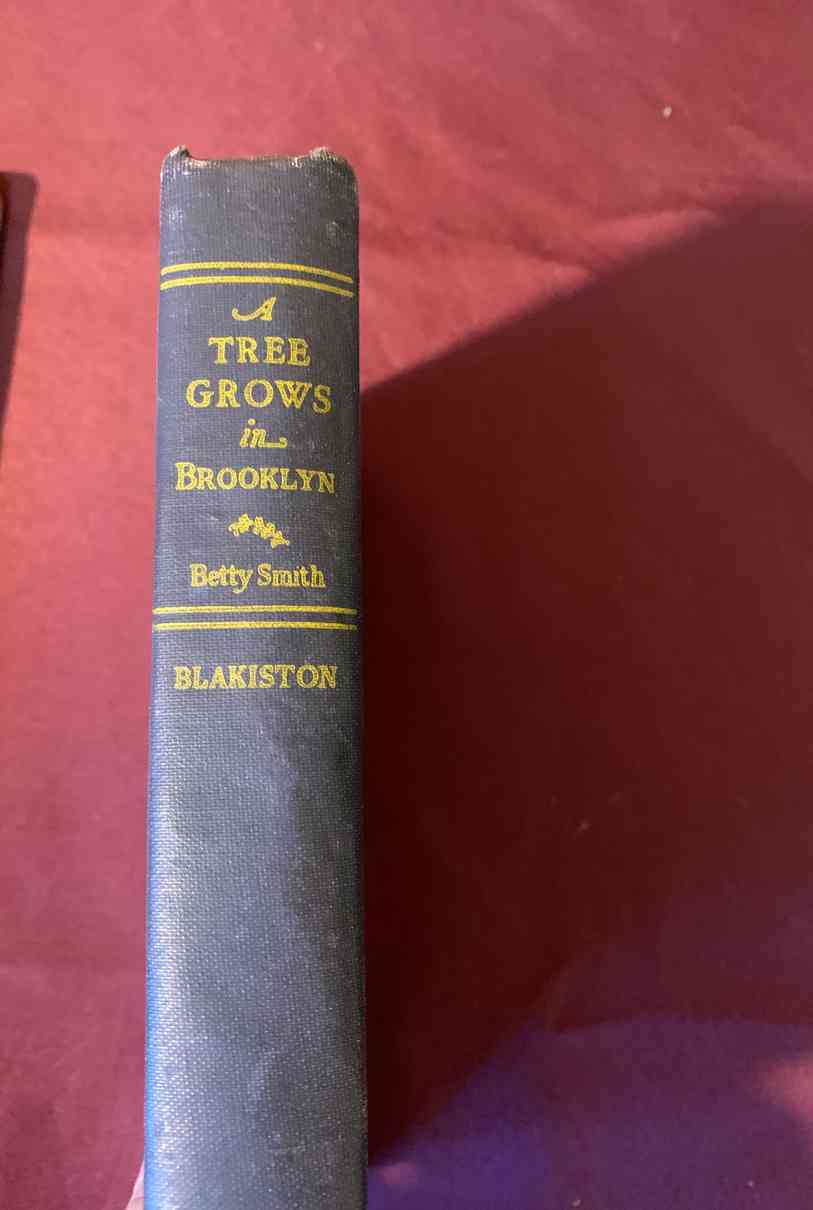 A
TREE
GROWS
in
BROOKLYN
Betty Smith
BLAKISTON